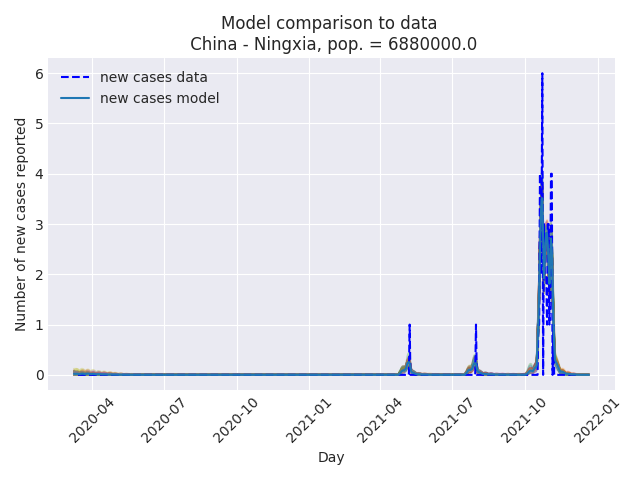 Model comparison to data
China - Ningxia, pop. = 6880000.0
new cases data
new cases model
Number of new cases reported
6
5
4
3
2
1
0
2020-04
2020-07
2020-10
2021-01
2021-04
2021-07
2021-10
2022-01
Day